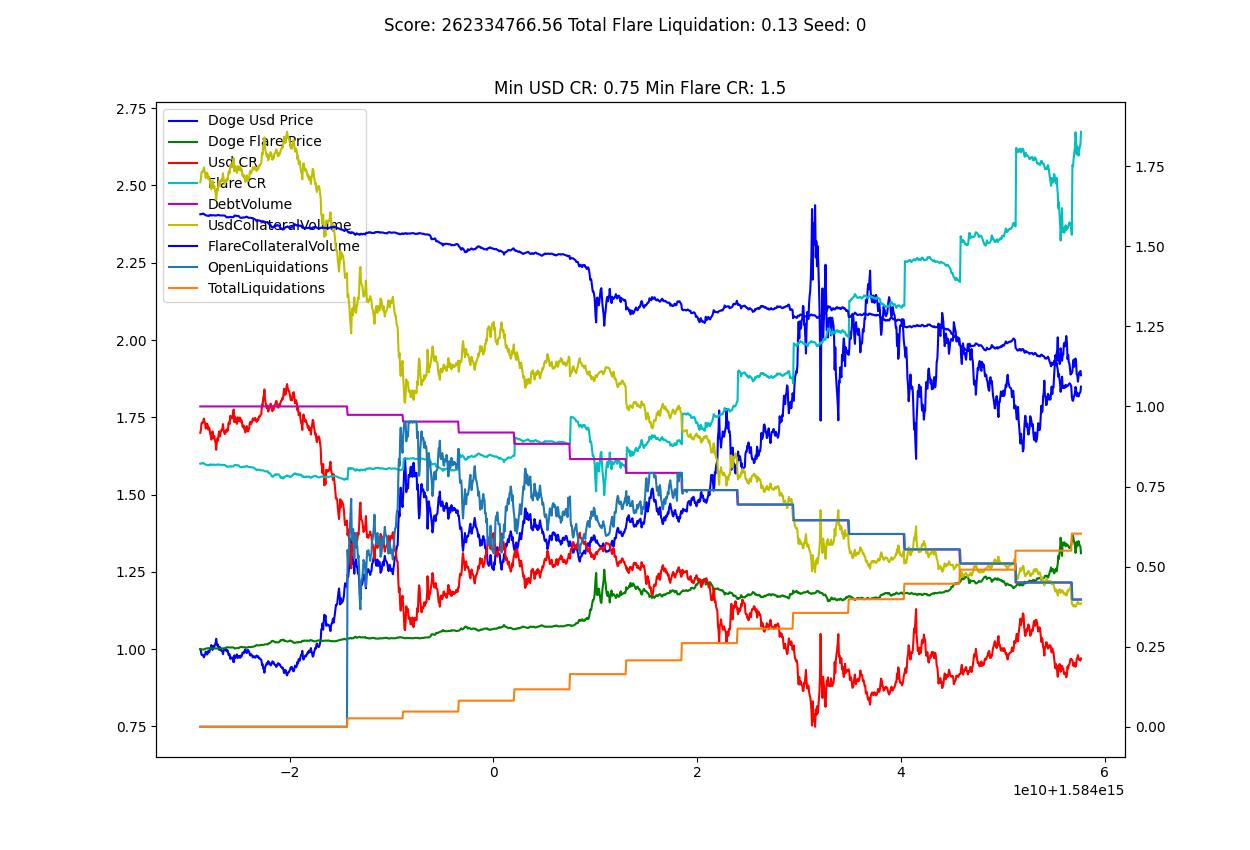 Score: 262334766.56 Total Flare Liquidation: 0.13 Seed: 0
Min USD CR: 0.75 Min Flare CR: 1.5
Doge Usd Price
Doge Flare Price
Usd CR
Flare CR
DebtVolume
UsdCollateralVolume
FlareCollateralVolume
OpenLiquidations
TotalLiquidations
2.75
2.50
2.25
2.00
1.75
1.50
1.25
1.00
0.75
1.75
1.50
1.25
1.00
0.75
0.50
0.25
0.00
−2 0 2 4 6
1e10+1.584e15